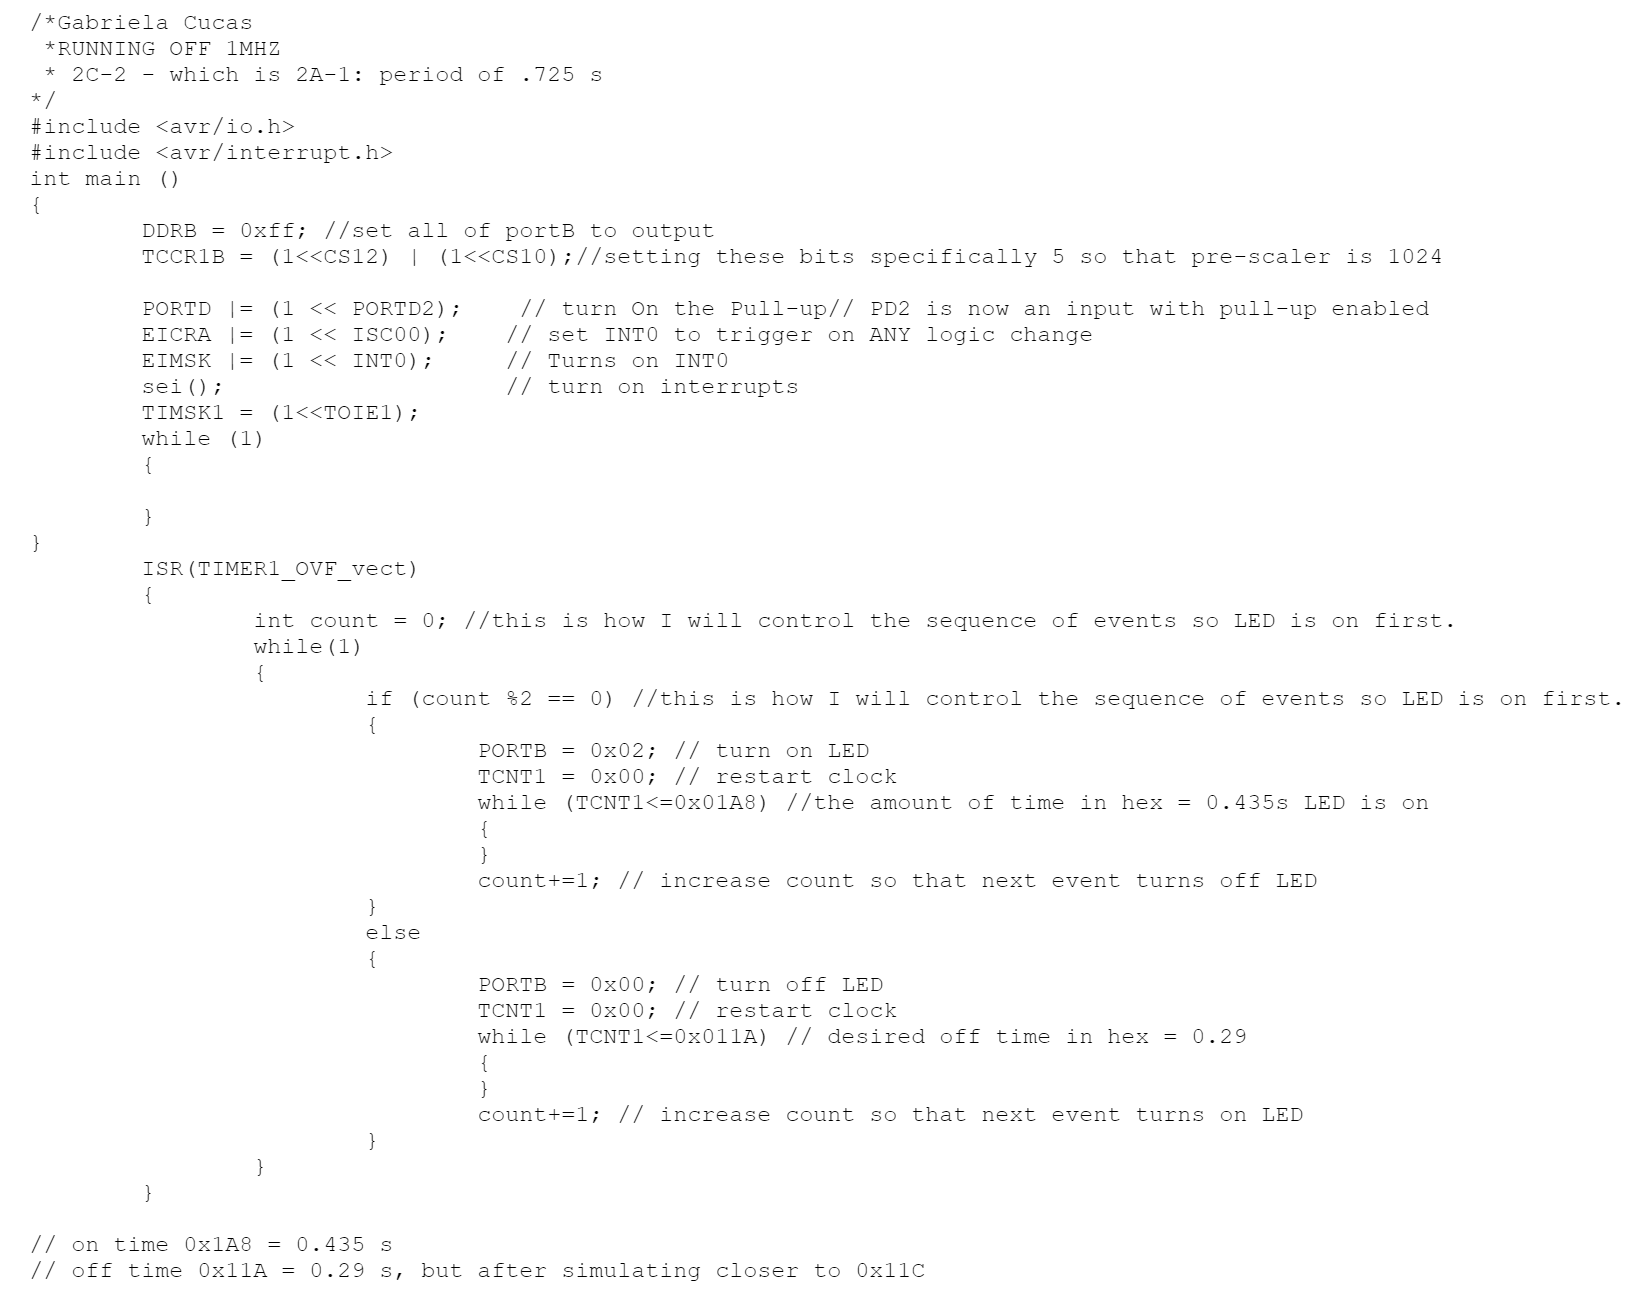 /*Gabriela Cucas
 *RUNNING OFF 1MHZ
 * 2C-2 - which is 2A-1: period of .725 s
*/
#include <avr/io.h>
#include <avr/interrupt.h>
int main ()
{
        DDRB = 0xff; //set all of portB to output
        TCCR1B = (1<<CS12) | (1<<CS10);//setting these bits specifically 5 so that pre-scaler is 1024

        PORTD |= (1 << PORTD2);    // turn On the Pull-up// PD2 is now an input with pull-up enabled
        EICRA |= (1 << ISC00);    // set INT0 to trigger on ANY logic change
        EIMSK |= (1 << INT0);     // Turns on INT0
        sei();                    // turn on interrupts
        TIMSK1 = (1<<TOIE1);
        while (1)
        {

        }
}
        ISR(TIMER1_OVF_vect)
        {
                int count = 0; //this is how I will control the sequence of events so LED is on first.
                while(1)
                {
                        if (count %2 == 0) //this is how I will control the sequence of events so LED is on first.
                        {
                                PORTB = 0x02; // turn on LED
                                TCNT1 = 0x00; // restart clock
                                while (TCNT1<=0x01A8) //the amount of time in hex = 0.435s LED is on
                                {
                                }
                                count+=1; // increase count so that next event turns off LED
                        }
                        else
                        {
                                PORTB = 0x00; // turn off LED
                                TCNT1 = 0x00; // restart clock
                                while (TCNT1<=0x011A) // desired off time in hex = 0.29
                                {
                                }
                                count+=1; // increase count so that next event turns on LED
                        }
                }
        }

// on time 0x1A8 = 0.435 s
// off time 0x11A = 0.29 s, but after simulating closer to 0x11C